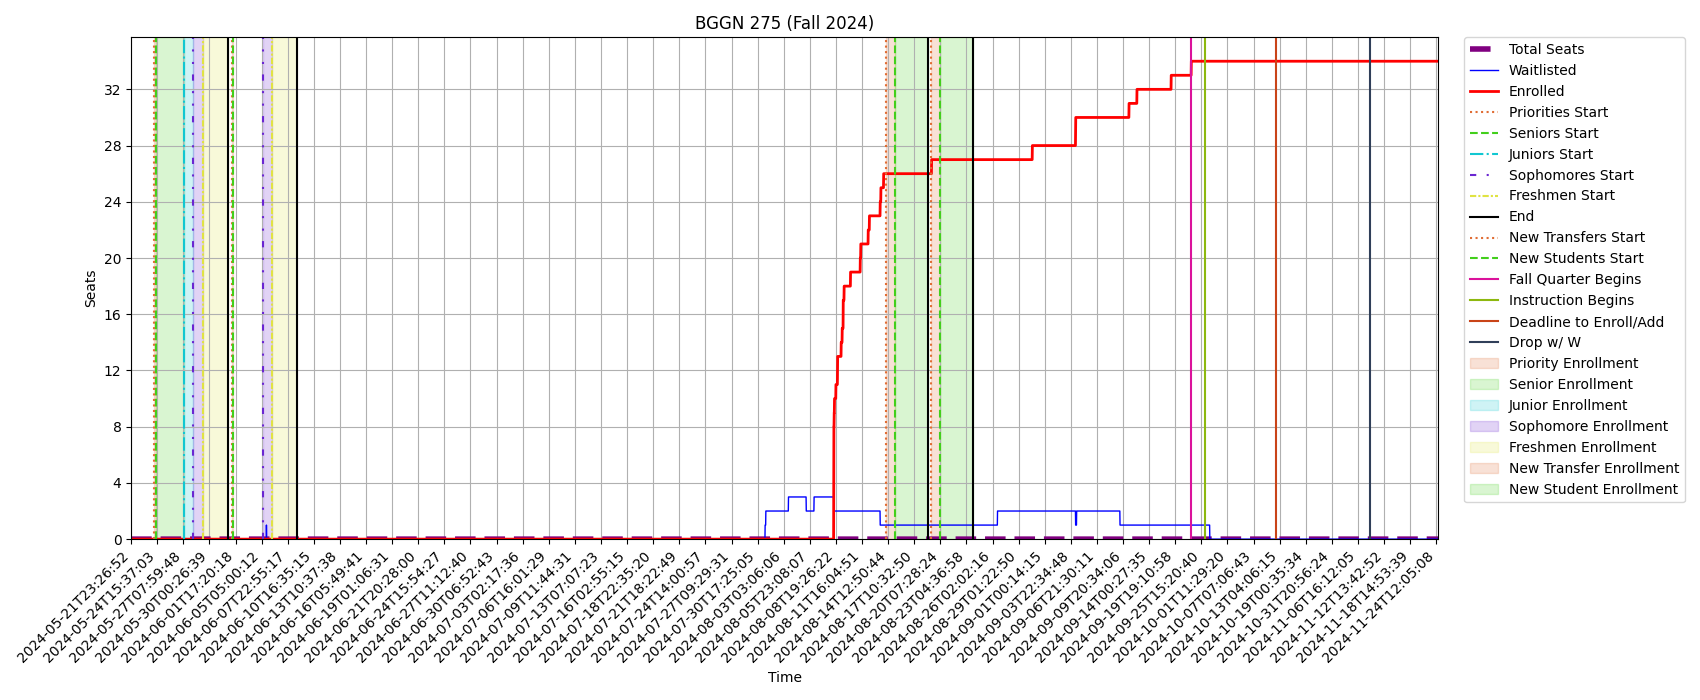 BGGN 275 (Fall 2024)
Seats
32
28
24
20
16
12
8
4
0
2024-05-21T23:26:52
2024-05-24T15:37:03
2024-05-27T07:59:48
2024-05-30T00:26:39
2024-06-01T17:20:18
2024-06-05T05:00:12
2024-06-07T22:55:17
2024-06-10T16:35:15
2024-06-13T10:37:38
2024-06-16T05:49:41
2024-06-19T01:06:31
2024-06-21T20:28:00
2024-06-24T15:54:27
2024-06-27T11:12:40
2024-06-30T06:52:43
2024-07-03T02:17:36
2024-07-06T16:01:29
2024-07-09T11:44:31
2024-07-13T07:07:23
2024-07-16T02:55:15
2024-07-18T22:35:20
2024-07-21T18:22:49
2024-07-24T14:00:57
2024-07-27T09:29:31
2024-07-30T17:25:05
2024-08-03T03:06:06
2024-08-05T23:08:07
2024-08-08T19:26:22
2024-08-11T16:04:51
2024-08-14T12:50:44
2024-08-17T10:32:50
2024-08-20T07:28:24
2024-08-23T04:36:58
2024-08-26T02:02:16
2024-08-29T01:22:50
2024-09-01T00:14:15
2024-09-03T22:34:48
2024-09-06T21:30:11
2024-09-09T20:34:06
2024-09-14T00:27:35
2024-09-19T19:10:58
2024-09-25T15:20:40
2024-10-01T11:29:20
2024-10-07T07:06:43
2024-10-13T04:06:15
2024-10-19T00:35:34
2024-10-31T20:56:24
2024-11-06T16:12:05
2024-11-12T13:42:52
2024-11-18T14:53:39
2024-11-24T12:05:08
Time
Total Seats
Waitlisted
Enrolled
Priorities Start
Seniors Start
Juniors Start
Sophomores Start
Freshmen Start
End
New Transfers Start
New Students Start
Fall Quarter Begins
Instruction Begins
Deadline to Enroll/Add
Drop w/ W
Priority Enrollment
Senior Enrollment
Junior Enrollment
Sophomore Enrollment
Freshmen Enrollment
New Transfer Enrollment
New Student Enrollment